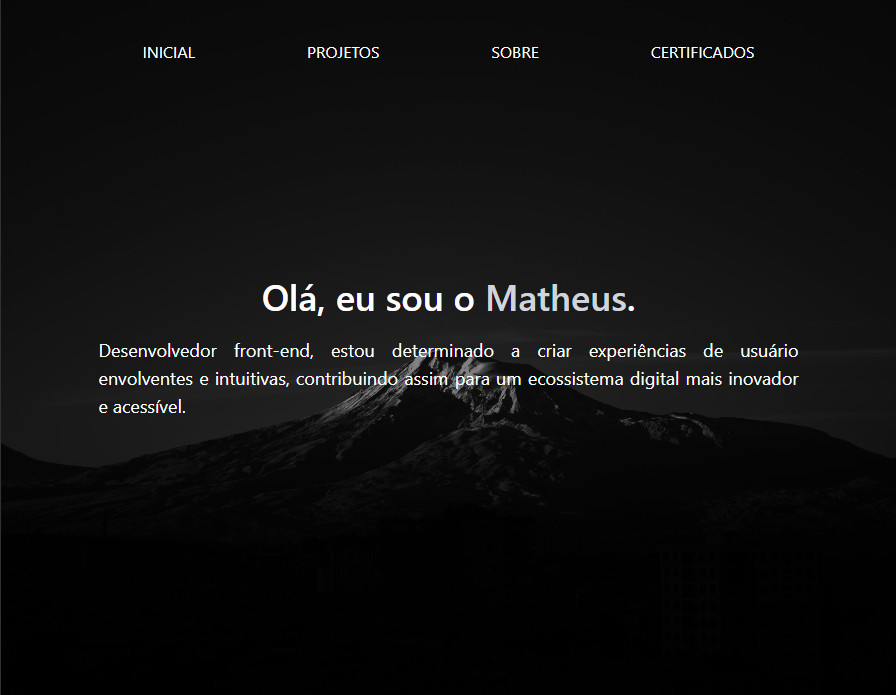 INICIAL PROJETOS SOBRE CERTIFICADOS
Olá, eu sou o Matheus.
Desenvolvedor front-end, estou determinado a criar experiências de usuário
envolventes e intuitivas, contribuindo assim para um ecossistema digital mais inovador
e acessível.